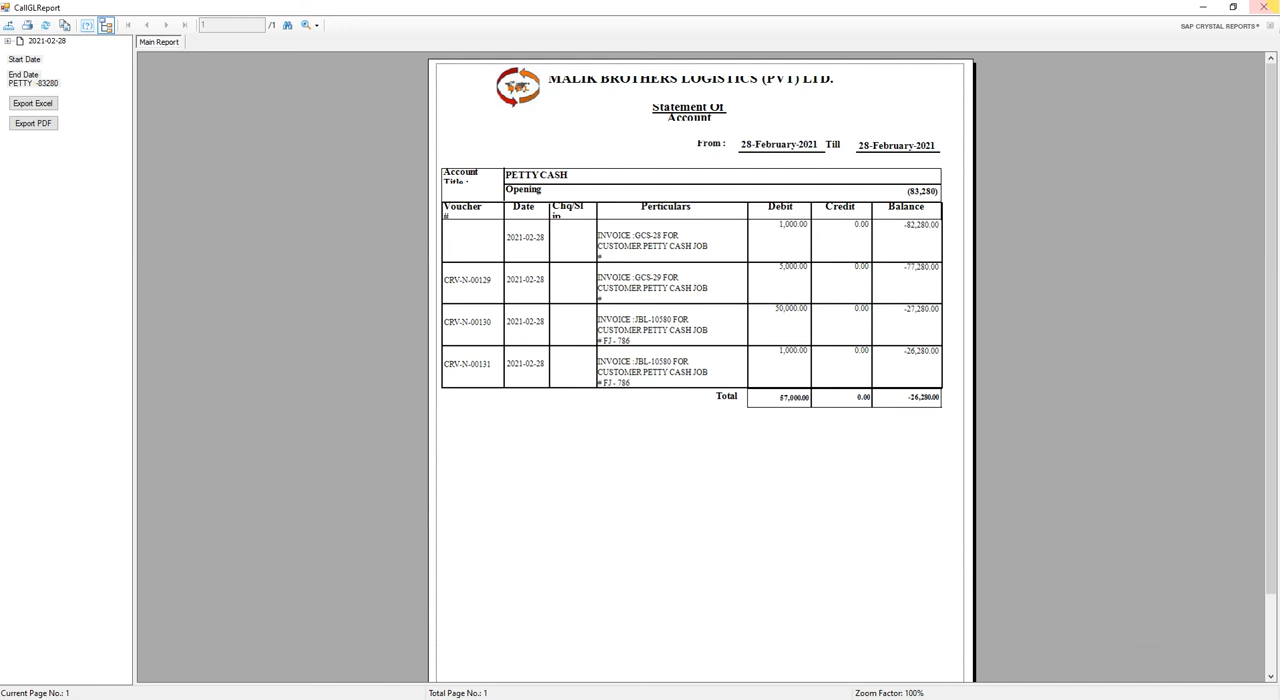 CallGLReport
1
/1
SAP CRYSTAL REPORTS®
2021-02-28
Main Report
Start Date
End Date
PETTY -83280
Export Excel
Export PDF
MALIK BROTHERS LOGISTICS (PVT) LTD.
Statement Of
Account
From : 28-February-2021 Till 28-February-2021
Account Title : PETTY CASH
Opening (83,280)
Voucher # Date Chq/Slip Perticulars Debit Credit Balance
1,000.00 0.00 -82,280.00
2021-02-28 INVOICE :GCS-28 FOR
CUSTOMER PETTY CASH JOB
#
5,000.00 0.00 -77,280.00
CRV-N-00129 2021-02-28 INVOICE :GCS-29 FOR
CUSTOMER PETTY CASH JOB
#
50,000.00 0.00 -27,280.00
CRV-N-00130 2021-02-28 INVOICE :JBL-10580 FOR
CUSTOMER PETTY CASH JOB
# FJ - 786
1,000.00 0.00 -26,280.00
CRV-N-00131 2021-02-28 INVOICE :JBL-10580 FOR
CUSTOMER PETTY CASH JOB
# FJ - 786
Total 57,000.00 0.00 -26,280.00
Current Page No.: 1
Total Page No.: 1
Zoom Factor: 100%